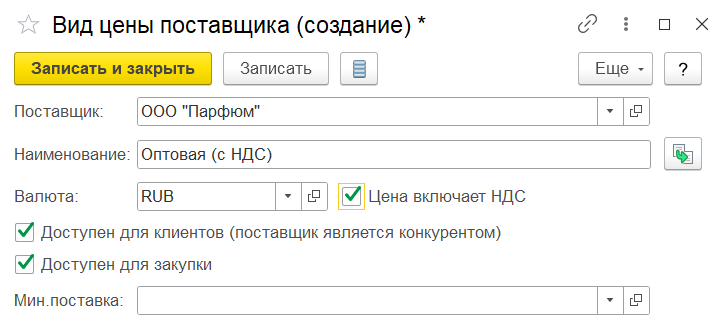 Вид цены поставщика (создание) *
Записать и закрыть Записать Еще ?
Поставщик: ООО "Парфюм"
Наименование: Оптовая (с НДС)
Валюта: RUB Цена включает НДС
Доступен для клиентов (поставщик является конкурентом)
Доступен для закупки
Мин.поставка: